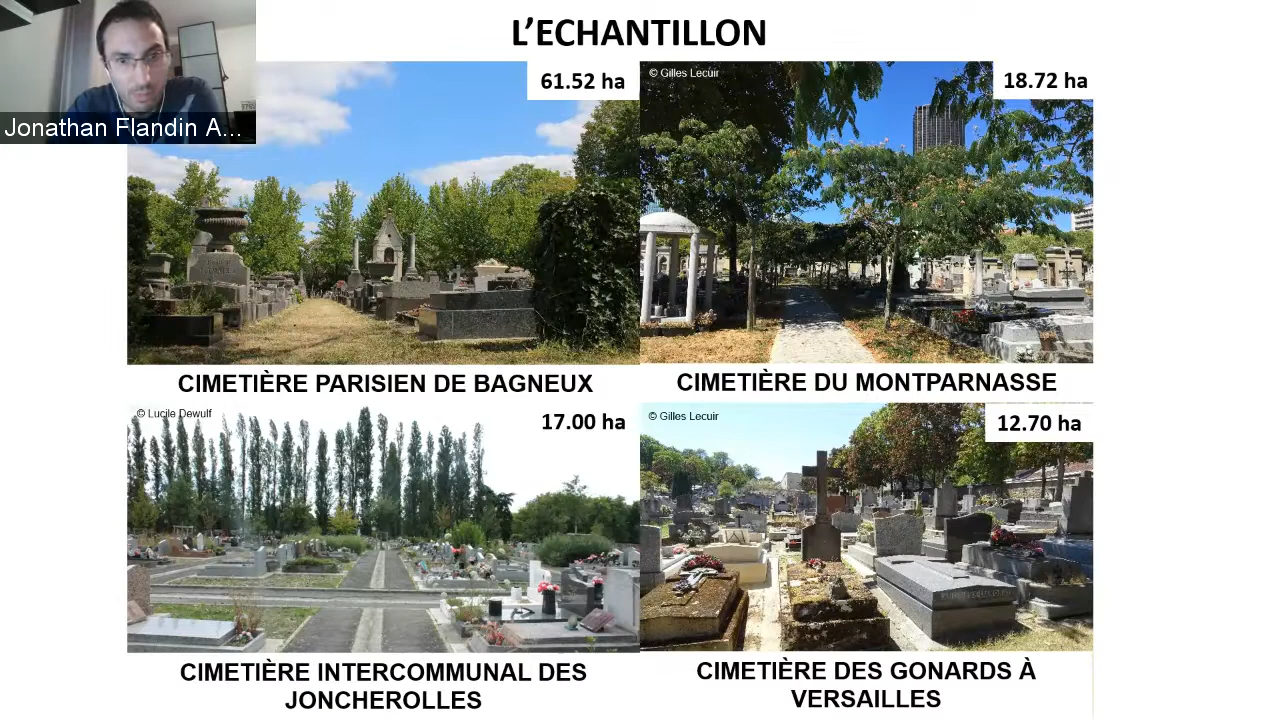 L'ECHANTILLON
Jonathan Flandin A...
61.52 ha
© Gilles Lecuir
18.72 ha
CIMETIÈRE PARISIEN DE BAGNEUX
CIMETIÈRE DU MONTPARNASSE
© Lucile Dewulf
17.00 ha
© Gilles Lecuir
12.70 ha
CIMETIÈRE INTERCOMMUNAL DES
JONCHEROLLES
CIMETIÈRE DES GONARDS À
VERSAILLES